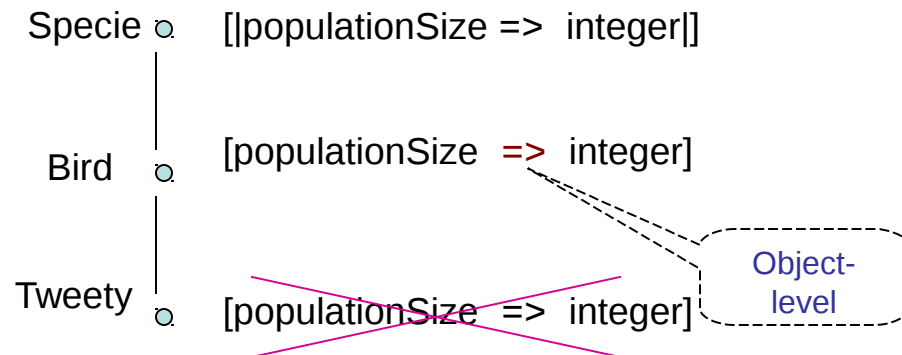 Specie [|populationSize => integer|]
Bird [populationSize => integer]
Object-
level
Tweety [populationSize => integer]